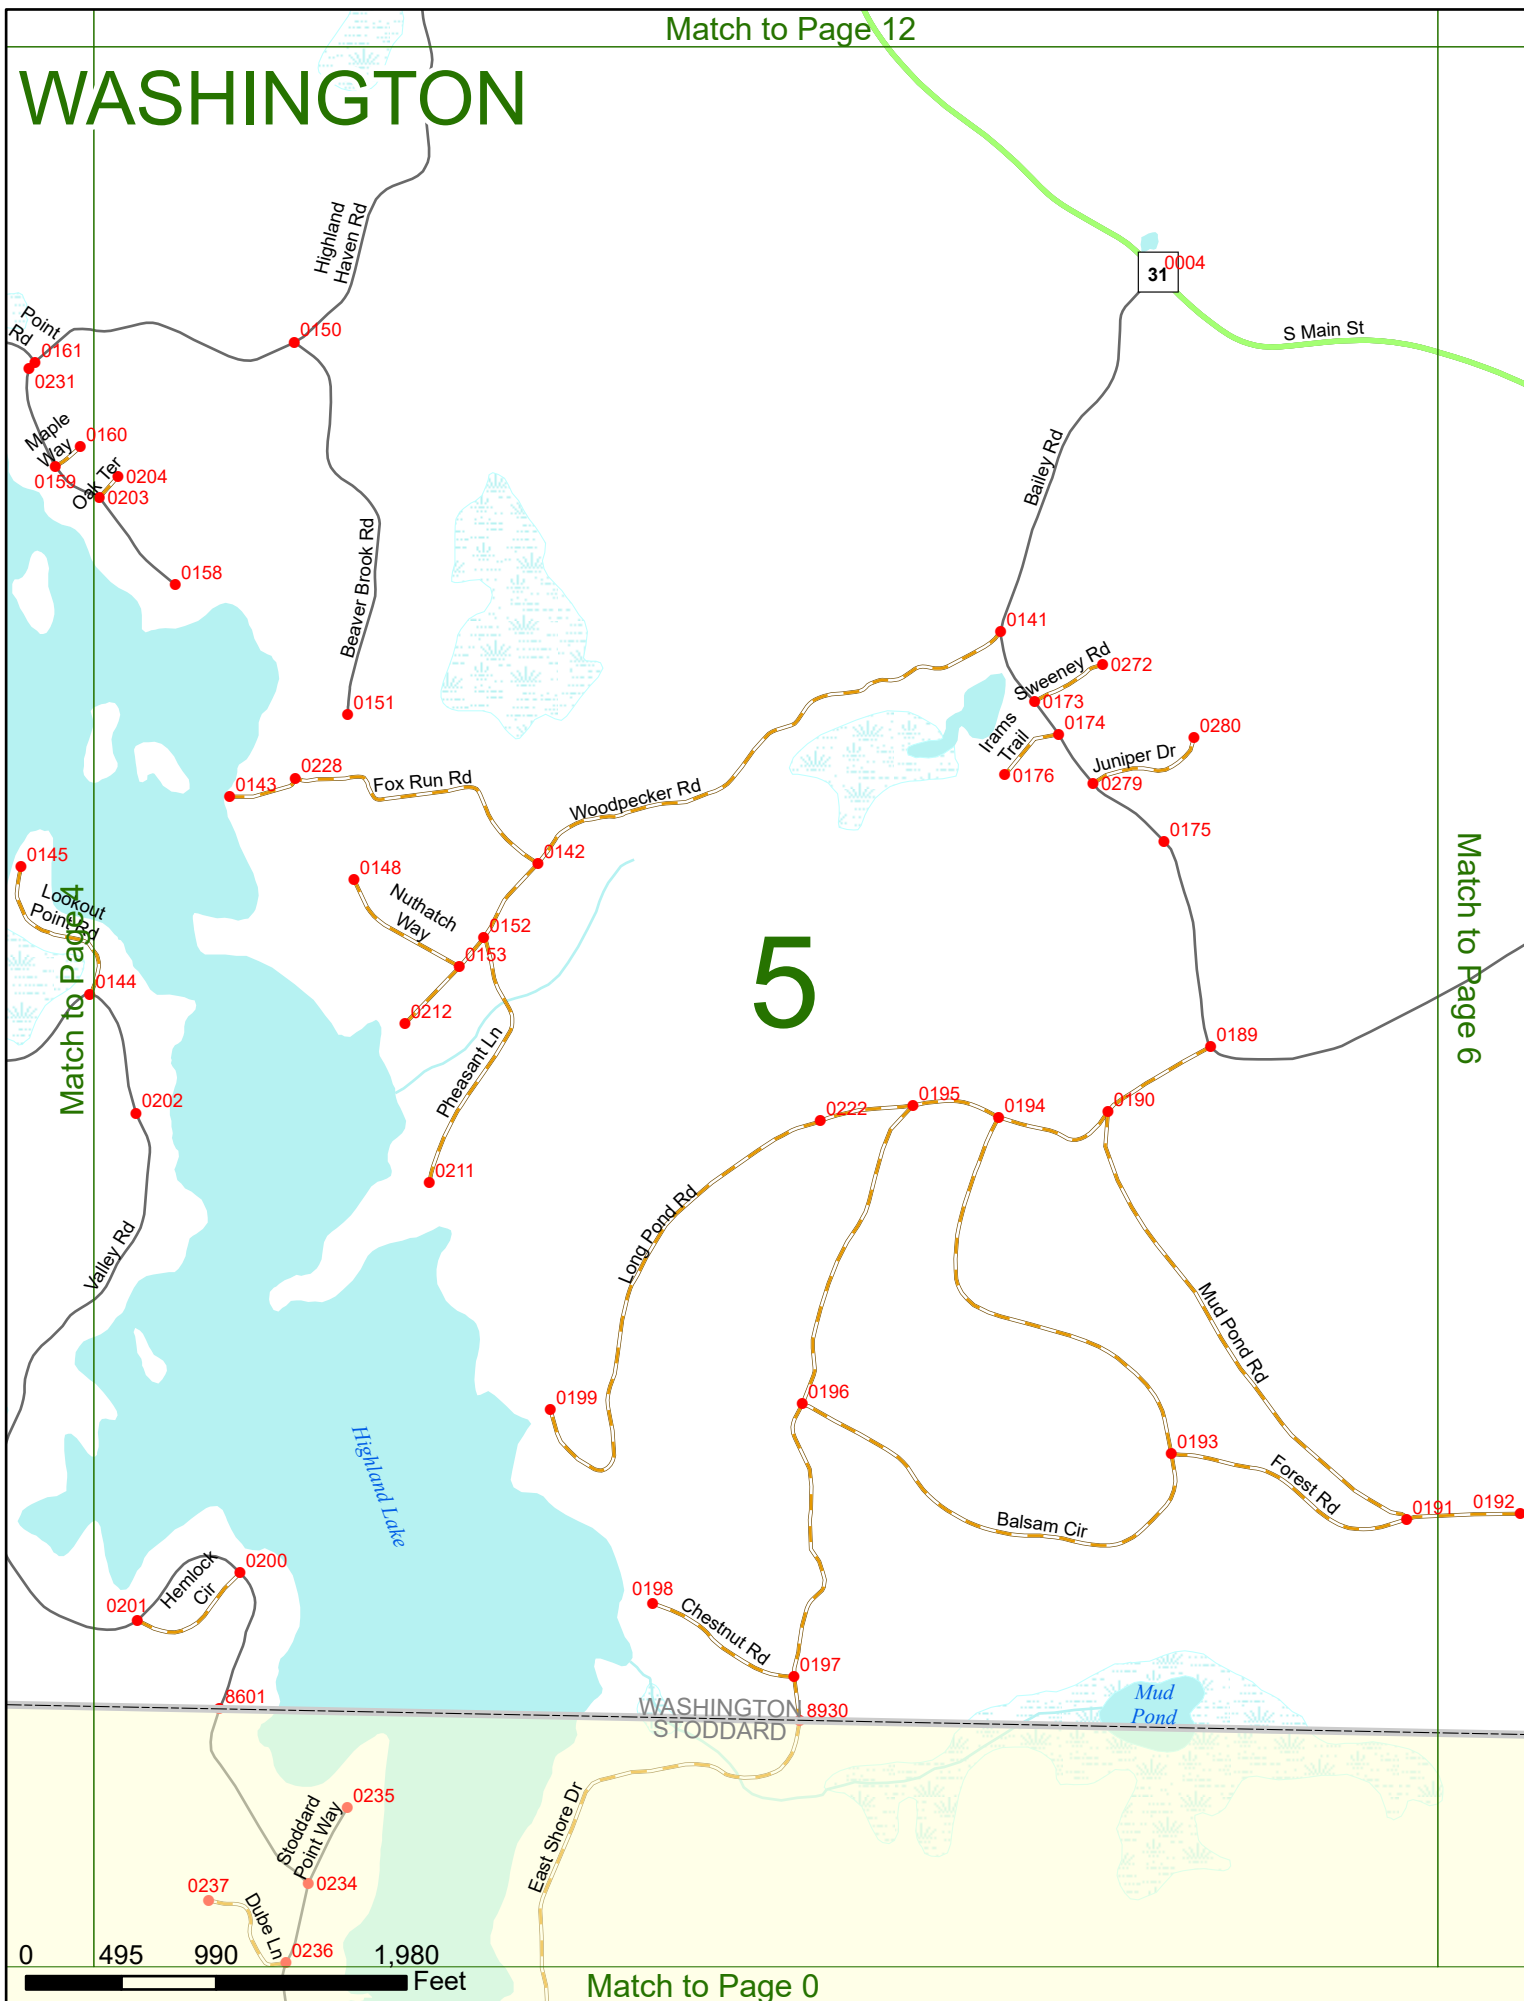 Match to Page 12
WASHINGTON
Highland
Haven Rd
0004
31
S Main St
Point
Rd
0150
0161
0231
Maple
Way
0160
0159
Oak Ter
0204
0203
0158
Bailey Rd
Beaver Brook Rd
0151
0141
Sweeney Rd
0272
0173
0174
Irams
Trail
0176
Juniper Dr
0280
0279
0175
0143
0228
Fox Run Rd
Woodpecker Rd
0142
0145
Lookout
Point Rd
0144
Match to Page 4
0148
Nuthatch
Way
0152
0153
0212
5
Match to Page 6
Pheasant Ln
0211
0189
0202
0222
0195
0194
0190
Valley Rd
Long Pond Rd
Mud Pond Rd
0199
0196
Highland Lake
0193
Forest Rd
0191
0192
Balsam Cir
Hemlock
Cir
0200
0201
0198
Chestnut Rd
0197
8601
WASHINGTON
STODDARD
8930
Mud
Pond
0235
Stoddard
Point Way
East Shore Dr
0234
0237
Dube Ln
0236
0 495 990 1,980
Feet
Match to Page 0